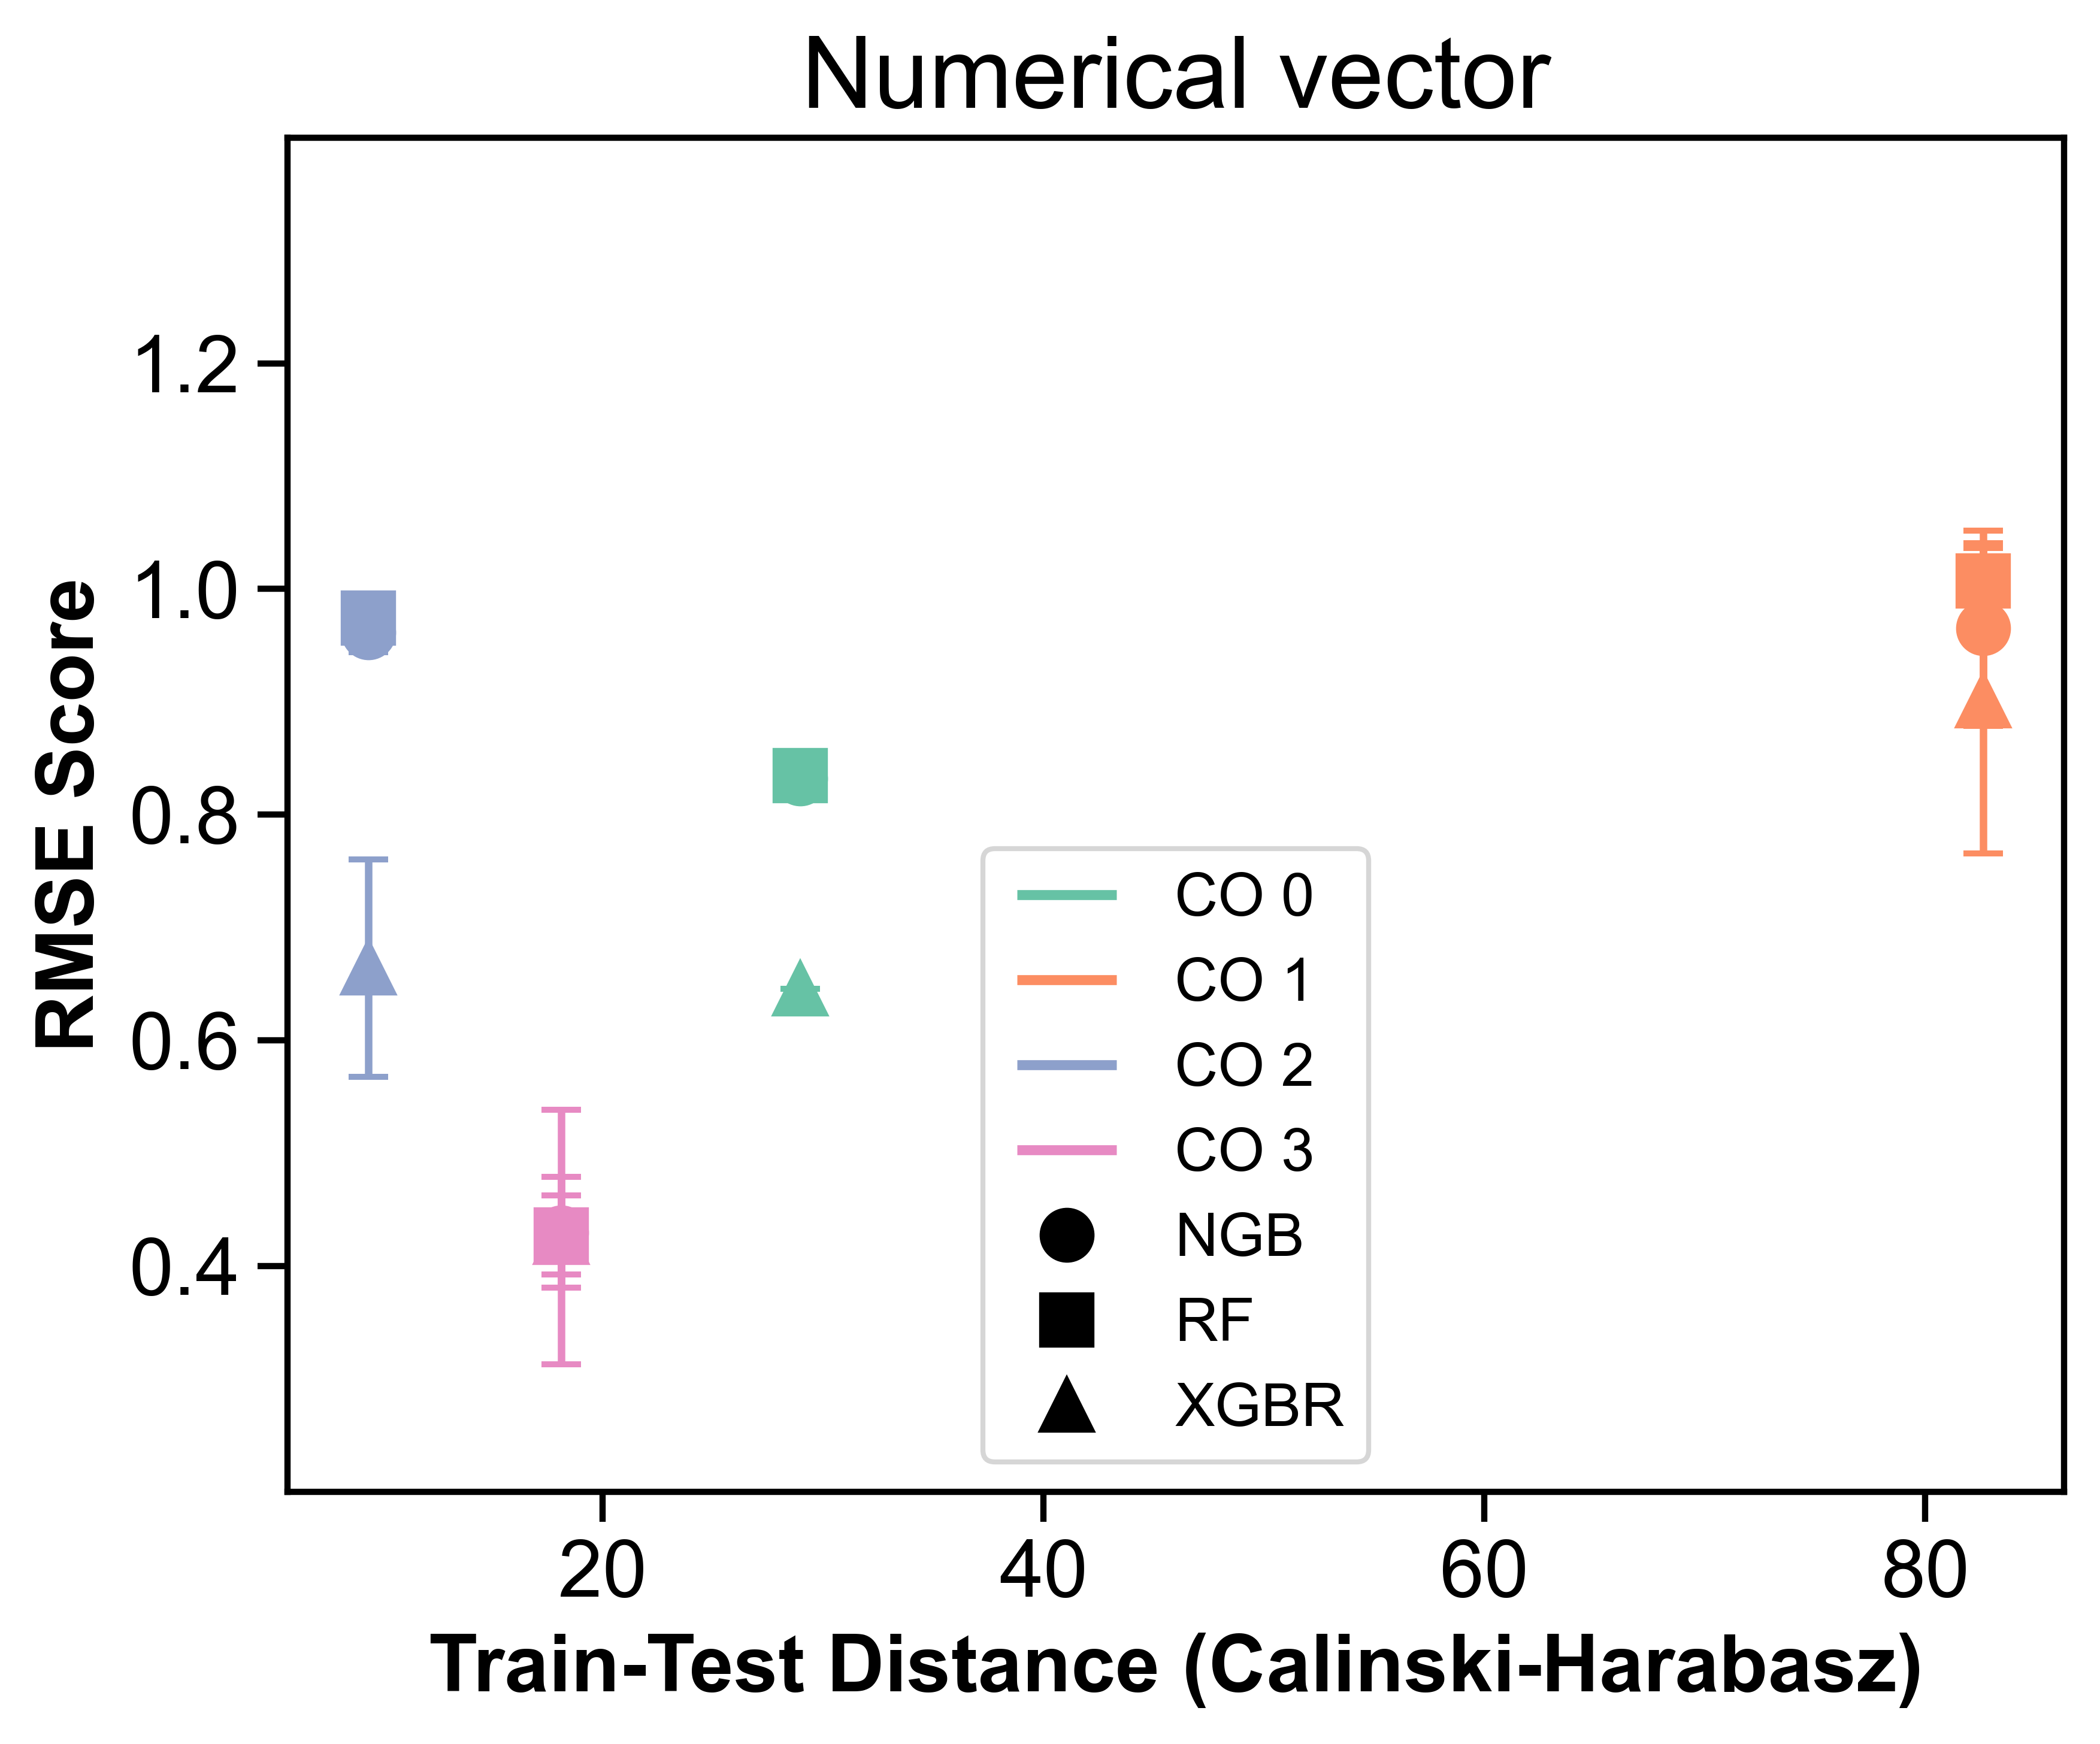 Numerical vector
1.2
1.0
0.8
0.6
0.4
RMSE Score
CO 0
CO 1
CO 2
CO 3
NGB
RF
XGBR
20 40 60 80
Train-Test Distance (Calinski-Harabasz)